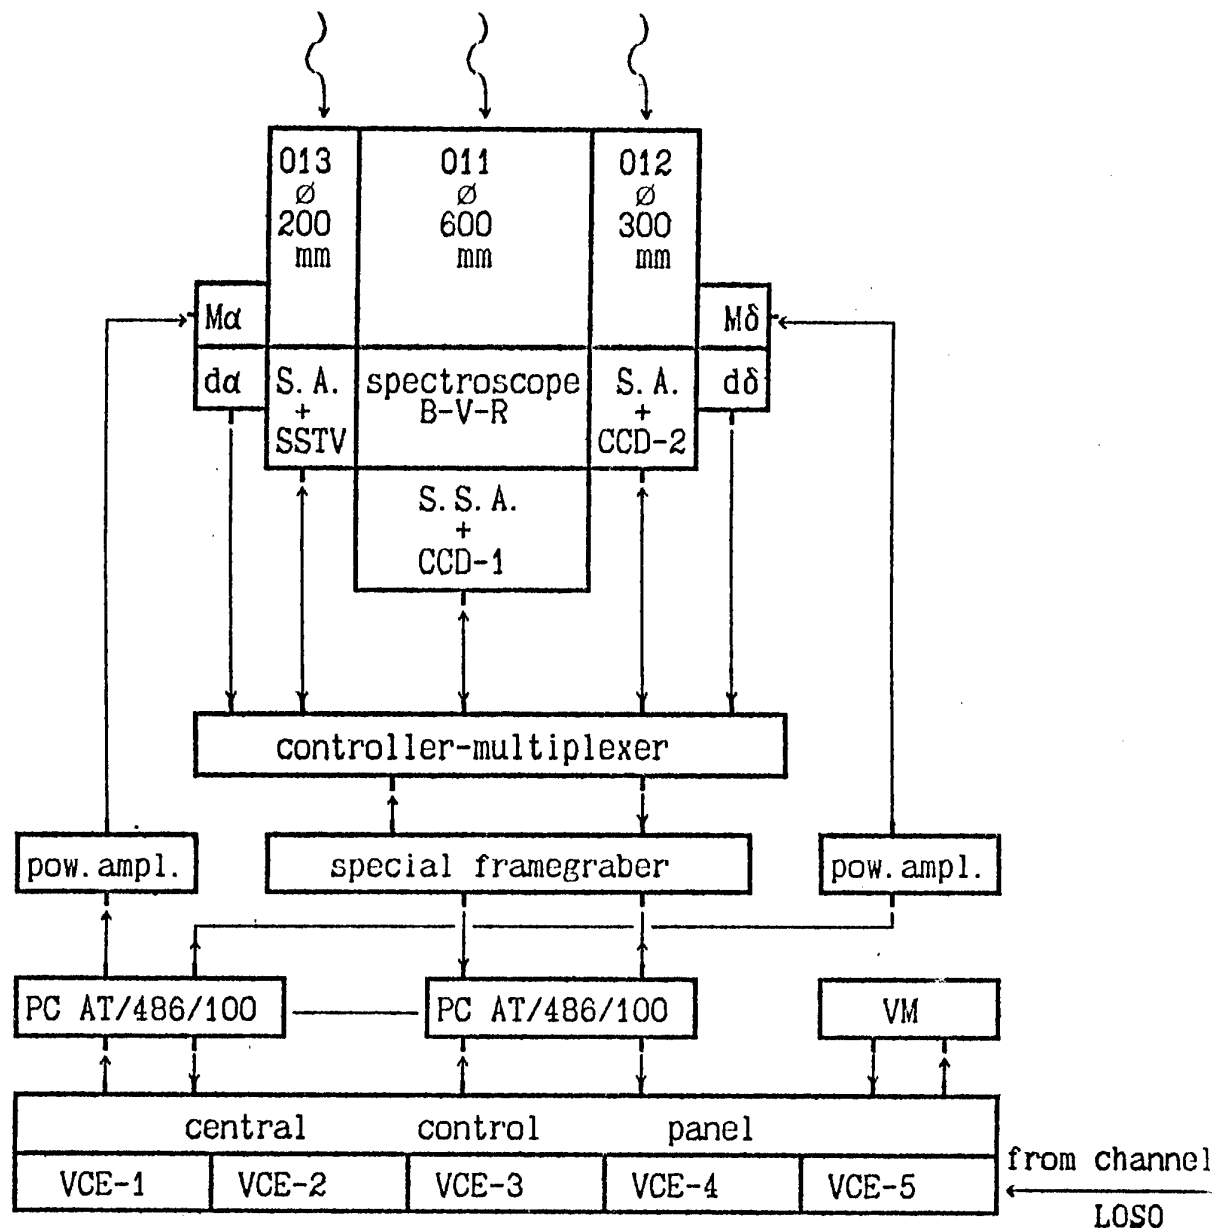 013
Ø
200
mm
011
Ø
600
mm
012
Ø
300
mm
Mα
Mδ
dα
S. A.
+
SSTV
spectroscope
B-V-R
S. A.
+
CCD-2
dδ
S. S. A.
+
CCD-1
controller-multiplexer
pow. ampl.
special framegraber
pow. ampl.
PC AT/486/100
PC AT/486/100
VM
central control panel
VCE-1
VCE-2
VCE-3
VCE-4
VCE-5
from channel
LOSO